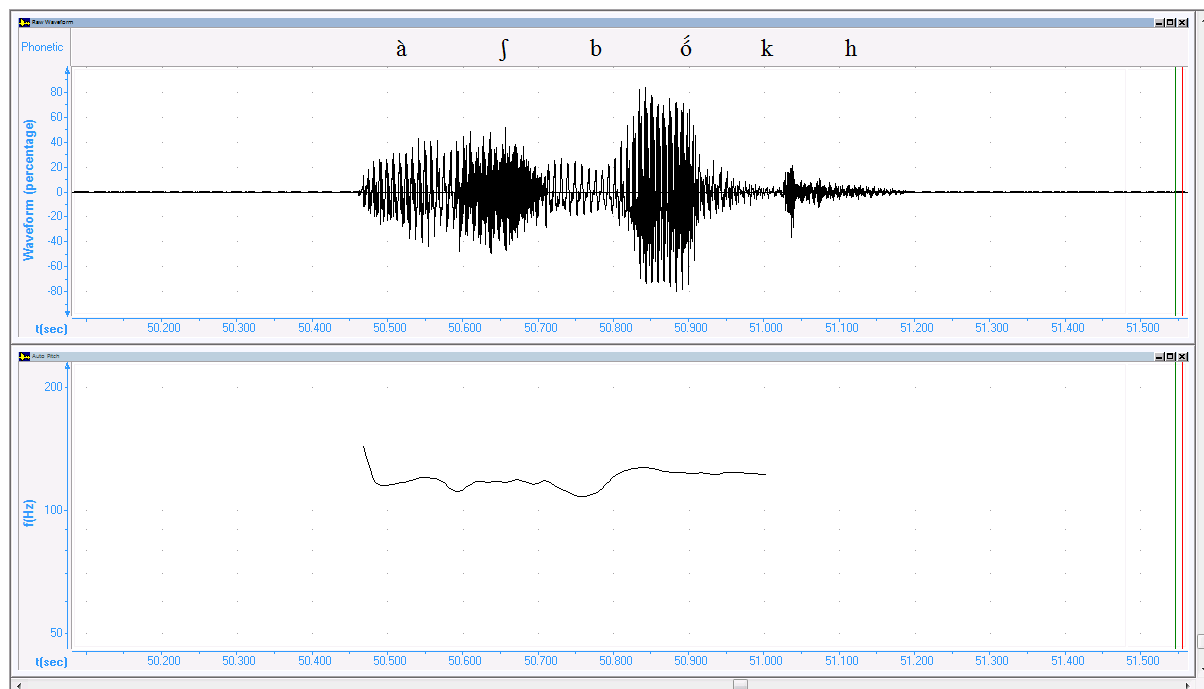 Raw Waveform
Phonetic à ʃ b ṍ k h
Waveform (percentage)
80
60
40
20
0
-20
-40
-60
-80
t(sec) 50.200 50.300 50.400 50.500 50.600 50.700 50.800 50.900 51.000 51.100 51.200 51.300 51.400 51.500
Auto Pitch
f(Hz)
200
100
50
t(sec) 50.200 50.300 50.400 50.500 50.600 50.700 50.800 50.900 51.000 51.100 51.200 51.300 51.400 51.500